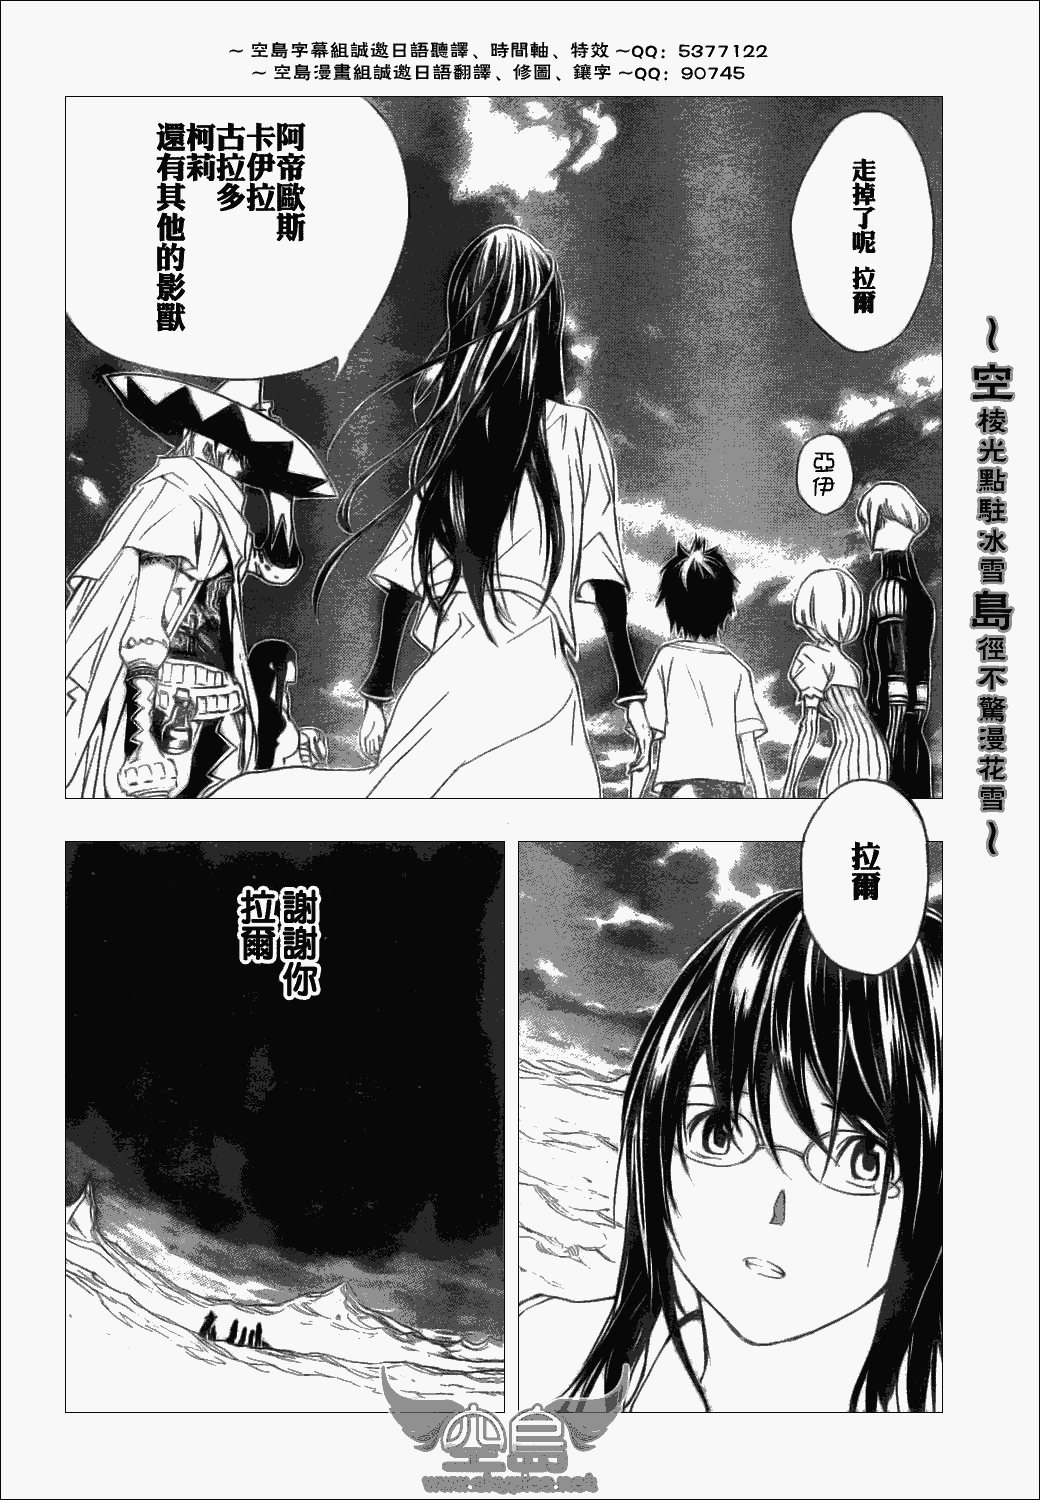 ～空島字幕組誠邀日語聽譯、時間軸、特效～QQ：5377122
～空島漫畫組誠邀日語翻譯、修圖、鑲字～QQ：90745
走掉了呢 拉爾
阿帝歐斯
卡伊拉
古拉多
柯莉
還有其他的影獸
亞伊
拉爾
謝謝你
拉爾
～空棱光點駐冰雪島徑不驚漫花雪～
空島